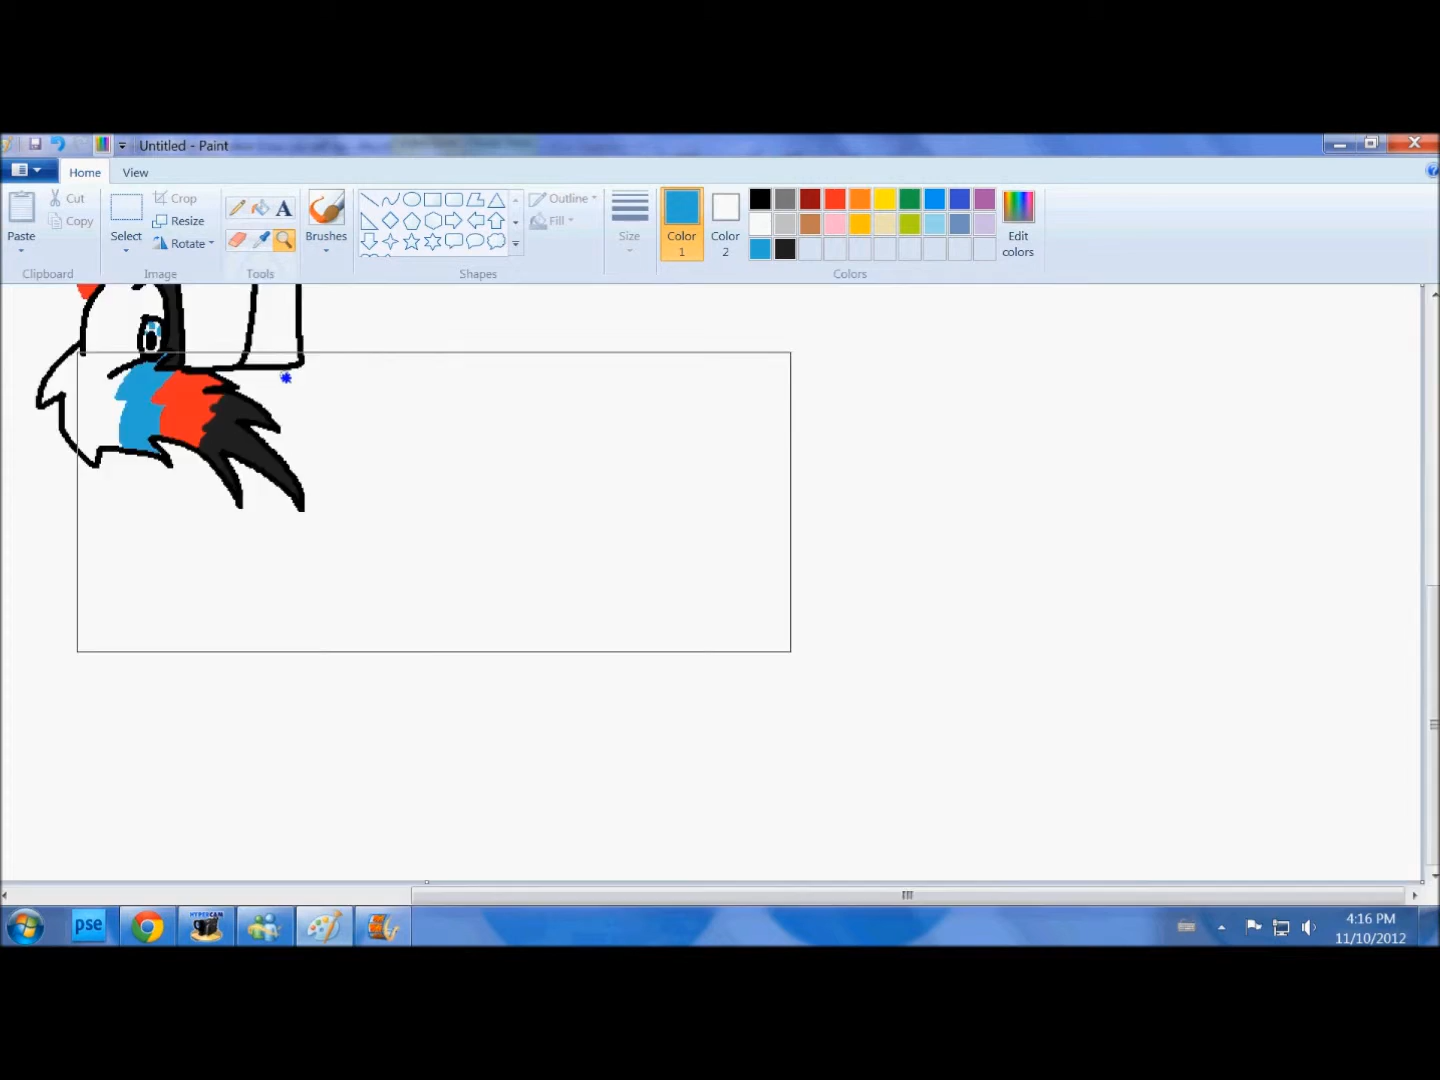 Untitled - Paint
Home View
Paste
Cut
Copy
Clipboard
Select
Crop
Resize
Rotate
Image
A
Tools
Brushes
Shapes
Outline
Fill
Size
Color 1
Color 2
Edit colors
Colors
pse
HYPERCAM
4:16 PM
11/10/2012